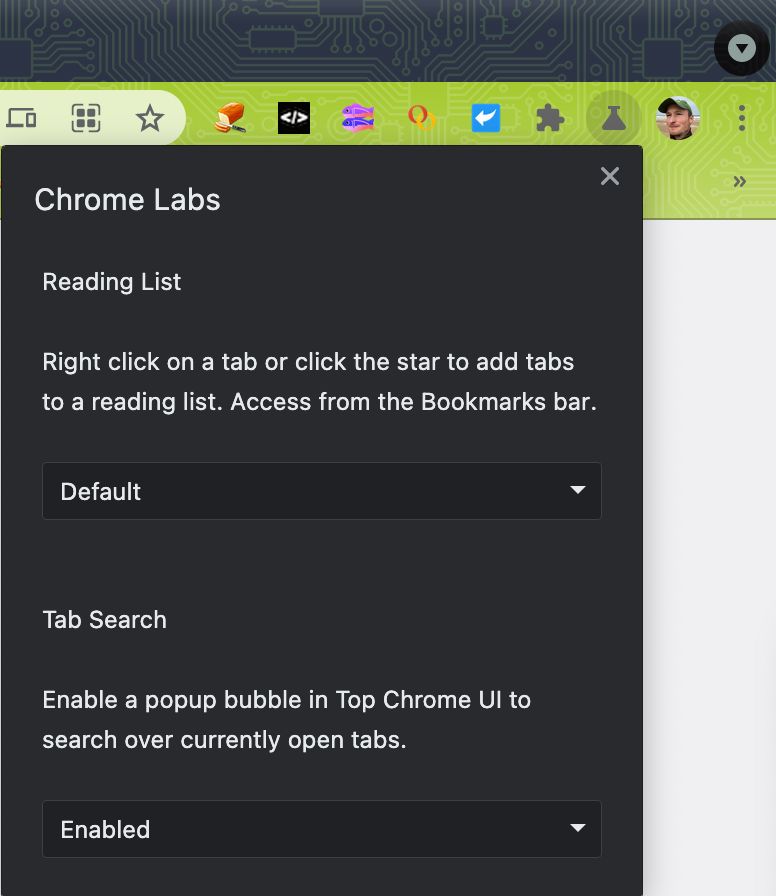 </>
Chrome Labs
Reading List
Right click on a tab or click the star to add tabs
to a reading list. Access from the Bookmarks bar.
Default
Tab Search
Enable a popup bubble in Top Chrome UI to
search over currently open tabs.
Enabled